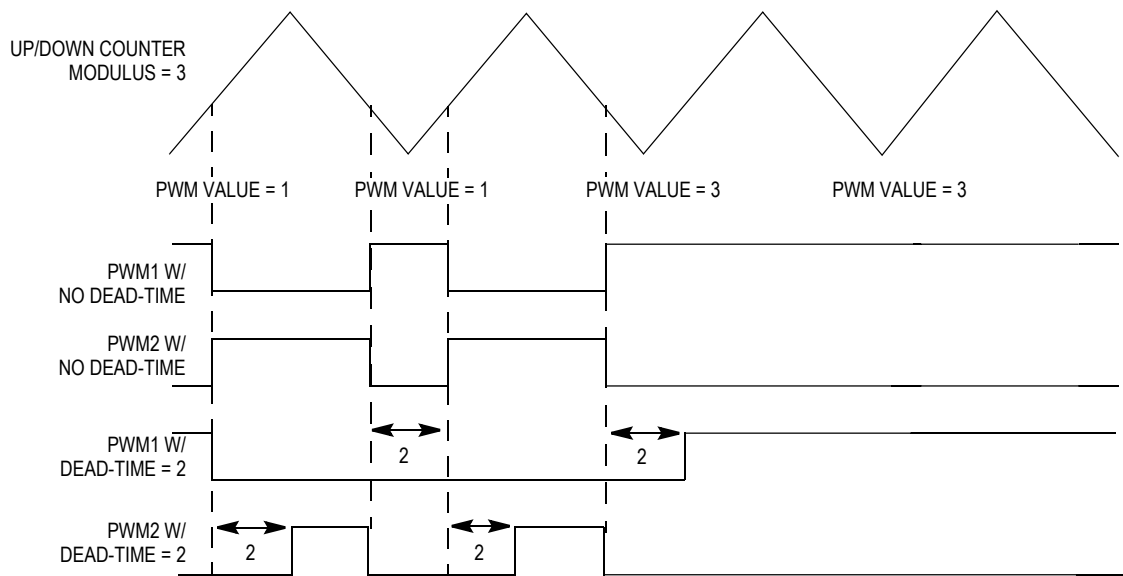 UP/DOWN COUNTER
MODULUS = 3
PWM VALUE = 1
PWM VALUE = 1
PWM VALUE = 3
PWM VALUE = 3
PWM1 W/
NO DEAD-TIME
PWM2 W/
NO DEAD-TIME
PWM1 W/
DEAD-TIME = 2
2
2
PWM2 W/
DEAD-TIME = 2
2
2